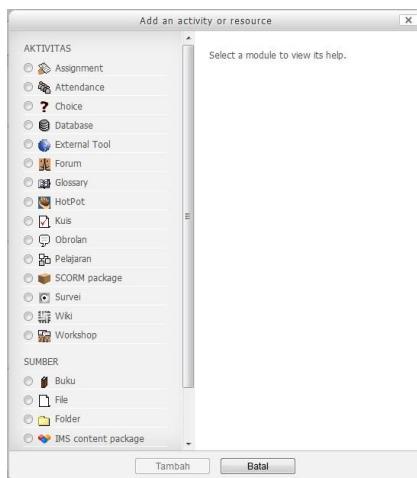 Add an activity or resource
AKTIVITAS
Assignment
Attendance
Choice
Database
External Tool
Forum
Glossary
HotPot
Kuis
Obrolan
Pelajaran
SCORM package
Survei
Wiki
Workshop
SUMBER
Buku
File
Folder
IMS content package
Select a module to view its help.
Tambah
Batal